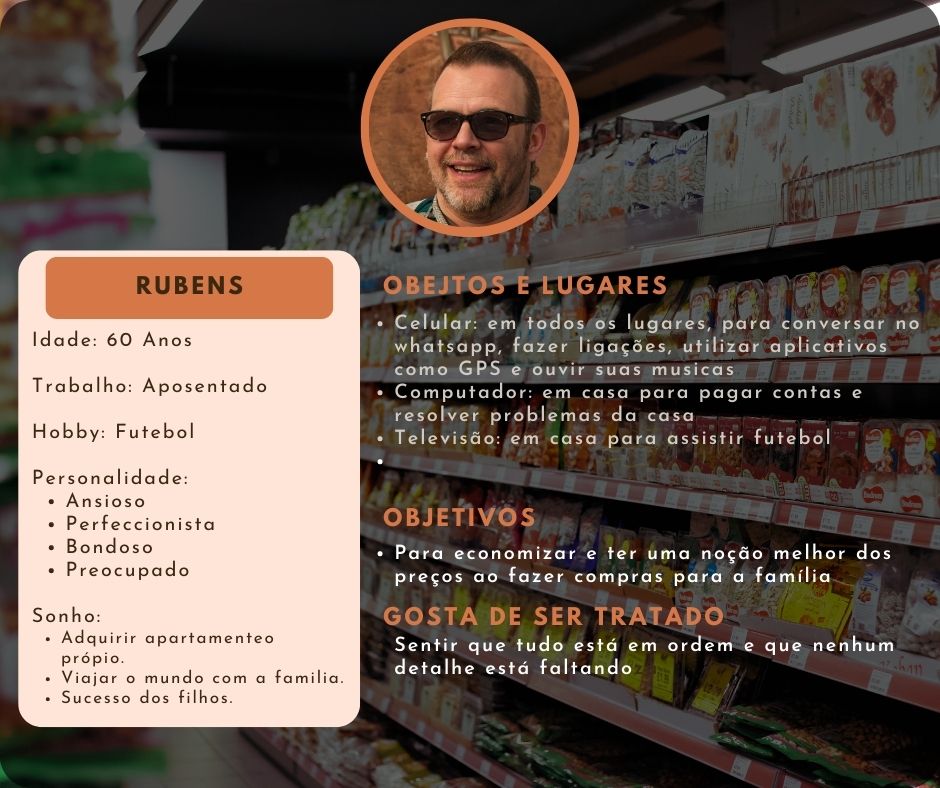 RUBENS
Idade: 60 Anos
Trabalho: Aposentado
Hobby: Futebol
Personalidade:
• Ansioso
• Perfeccionista
• Bondoso
• Preocupado
Sonho:
• Adquirir apartamenteo
própio.
• Viajar o mundo com a familia.
• Sucesso dos filhos.
OBEJTOS E LUGARES
• Celular: em todos os lugares, para conversar no
whatsapp, fazer ligações, utilizar aplicativos
como GPS e ouvir suas musicas
• Computador: em casa para pagar contas e
resolver problemas da casa
• Televisão: em casa para assistir futebol
•
OBJETIVOS
• Para economizar e ter uma noção melhor dos
preços ao fazer compras para a família
GOSTA DE SER TRATADO
Sentir que tudo está em ordem e que nenhum
detalhe está faltando